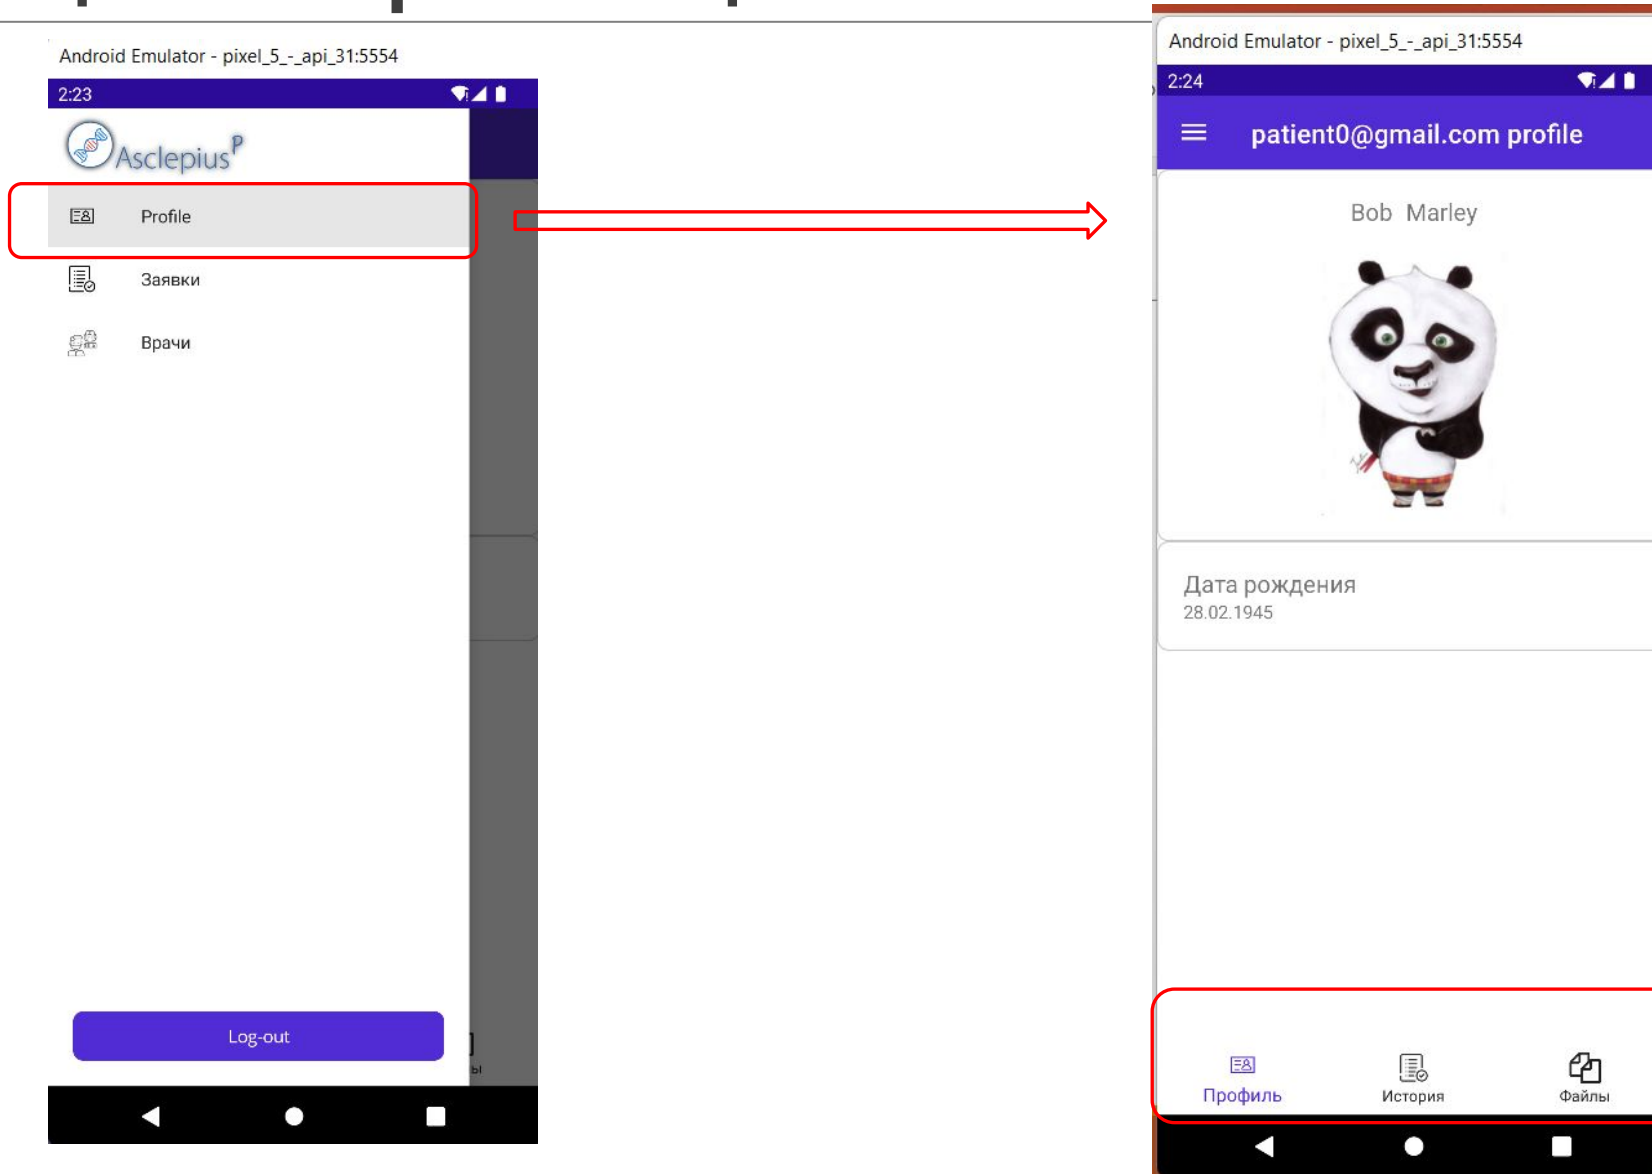 Android Emulator - pixel_5_-_api_31:5554
2:23
Asclepius P
Profile
Заявки
Врачи
Log-out
ы
Android Emulator - pixel_5_-_api_31:5554
2:24
patient0@gmail.com profile
Bob Marley
Дата рождения
28.02.1945
Профиль
История
Файлы